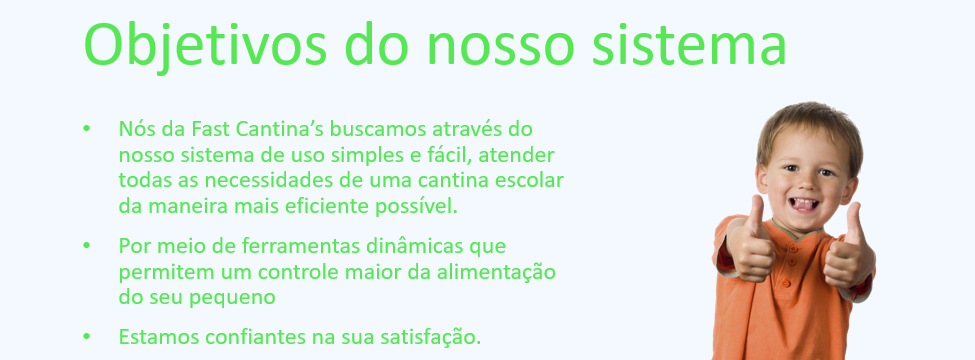 Objetivos do nosso sistema
• Nós da Fast Cantina’s buscamos através do
nosso sistema de uso simples e fácil, atender
todas as necessidades de uma cantina escolar
da maneira mais eficiente possível.
• Por meio de ferramentas dinâmicas que
permitem um controle maior da alimentação
do seu pequeno
• Estamos confiantes na sua satisfação.